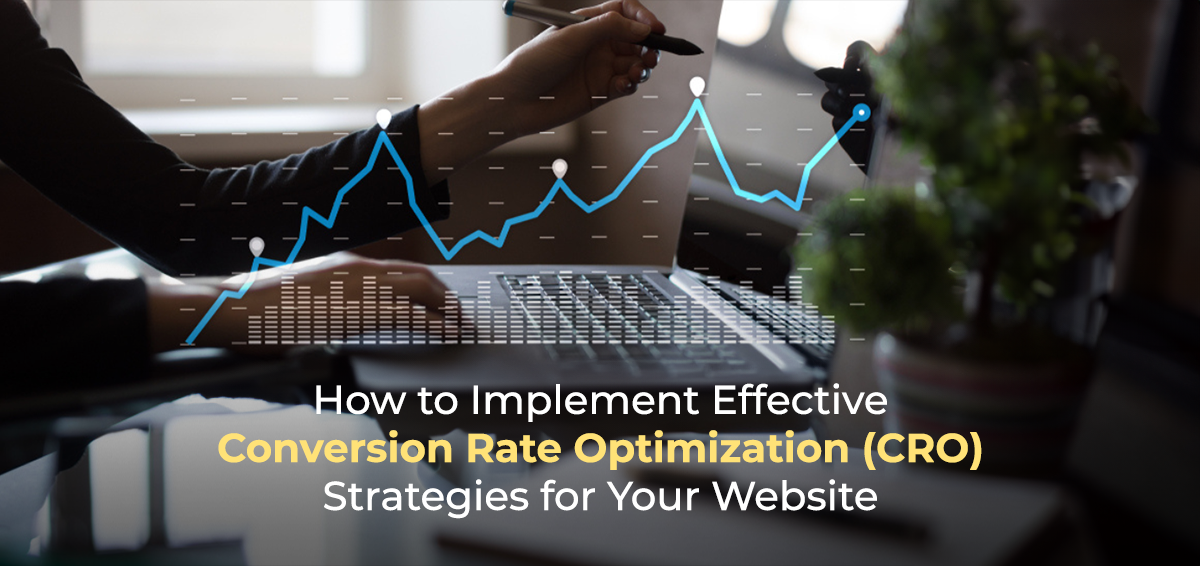 How to Implement Effective
Conversion Rate Optimization (CRO)
Strategies for Your Website